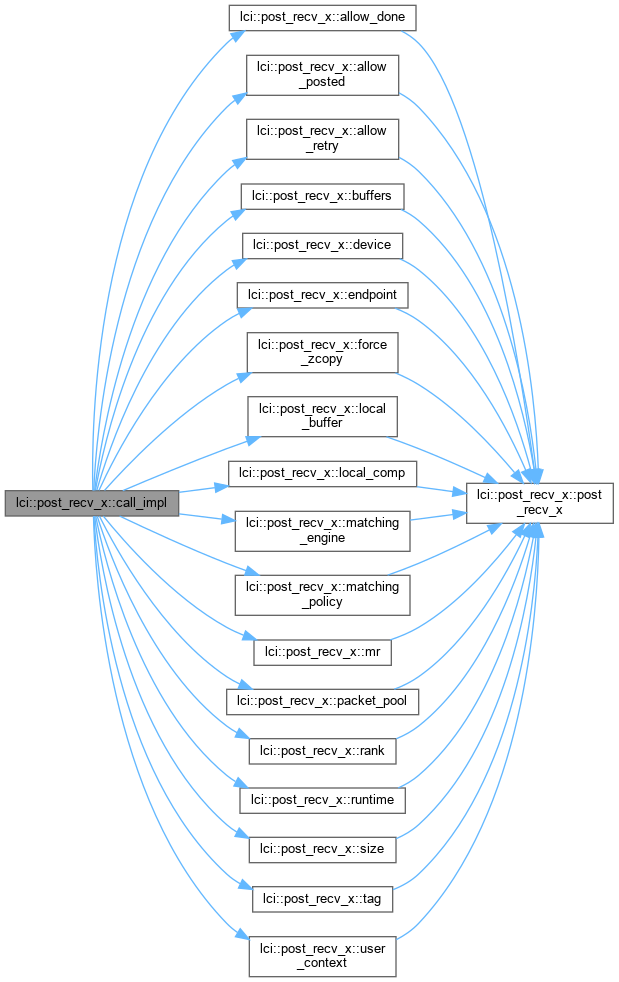 lci::post_recv_x::allow_done
lci::post_recv_x::allow
_posted
lci::post_recv_x::allow
_retry
lci::post_recv_x::buffers
lci::post_recv_x::device
lci::post_recv_x::endpoint
lci::post_recv_x::force
_zcopy
lci::post_recv_x::local
_buffer
lci::post_recv_x::local_comp
lci::post_recv_x::call_impl
lci::post_recv_x::post
_recv_x
lci::post_recv_x::matching
_engine
lci::post_recv_x::matching
_policy
lci::post_recv_x::mr
lci::post_recv_x::packet_pool
lci::post_recv_x::rank
lci::post_recv_x::runtime
lci::post_recv_x::size
lci::post_recv_x::tag
lci::post_recv_x::user
_context